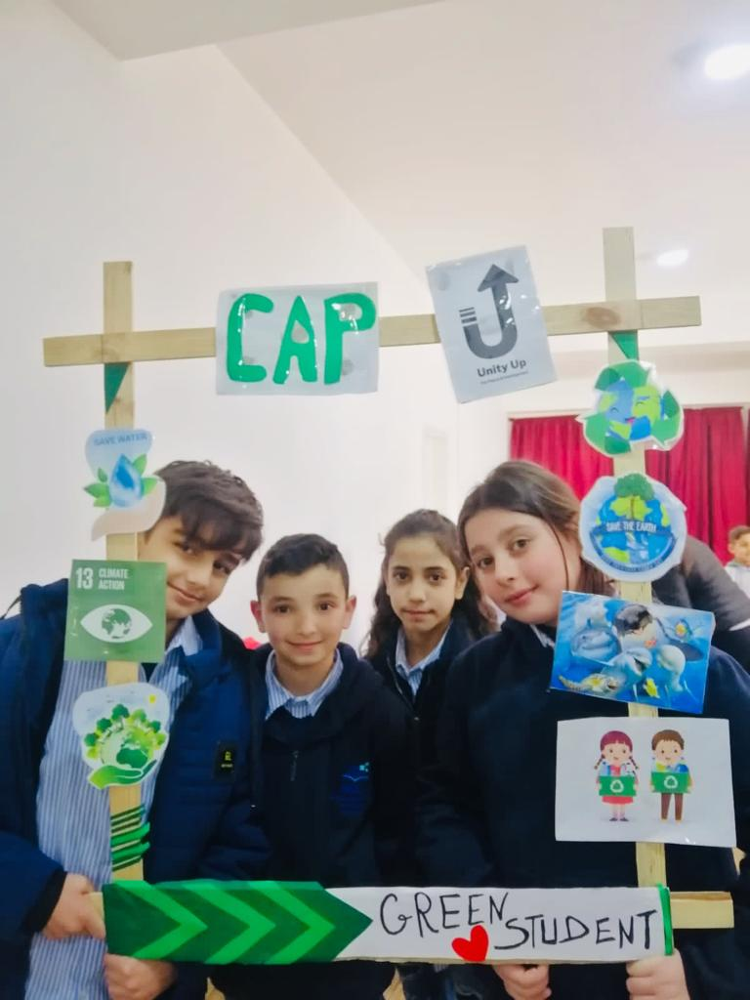 CAP
Unity Up
SAVE WATER
SAVE THE EARTH
13 CLIMATE
ACTION
GREEN
STUDENT